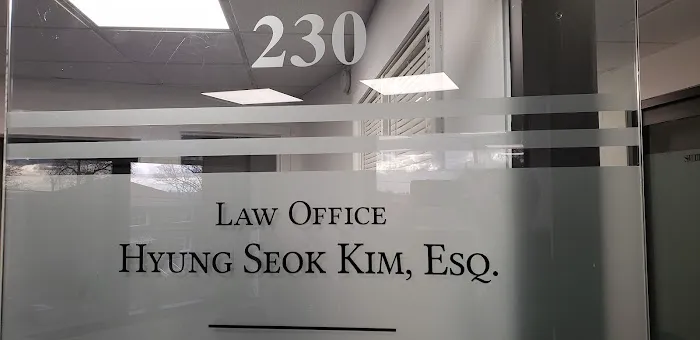 230
LAW OFFICE
HYUNG SEOK KIM, ESQ.